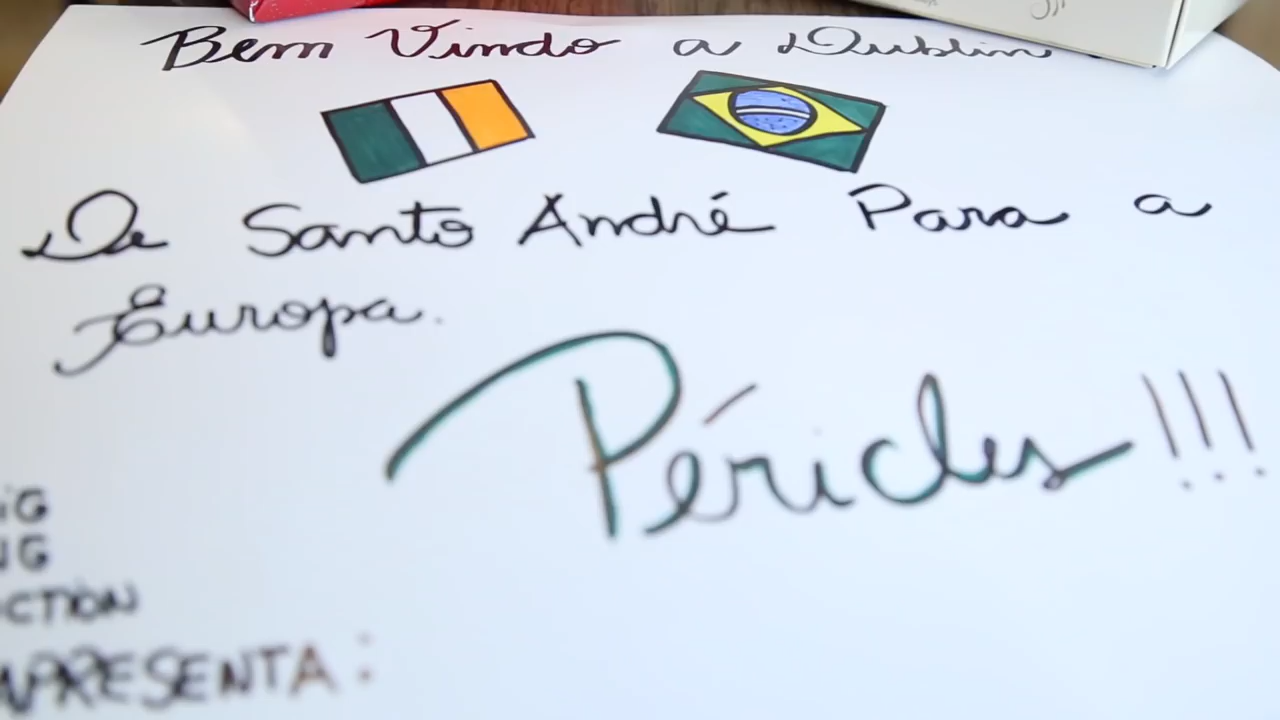 Bem Vindo a Dublin
De Santo André Para a
Europa.
Péricles!!!
APRESENTA: